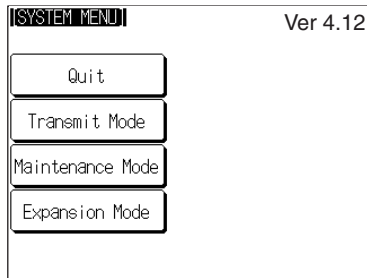 [SYSTEM MENU]
Ver 4.12
Quit
Transmit Mode
Maintenance Mode
Expansion Mode